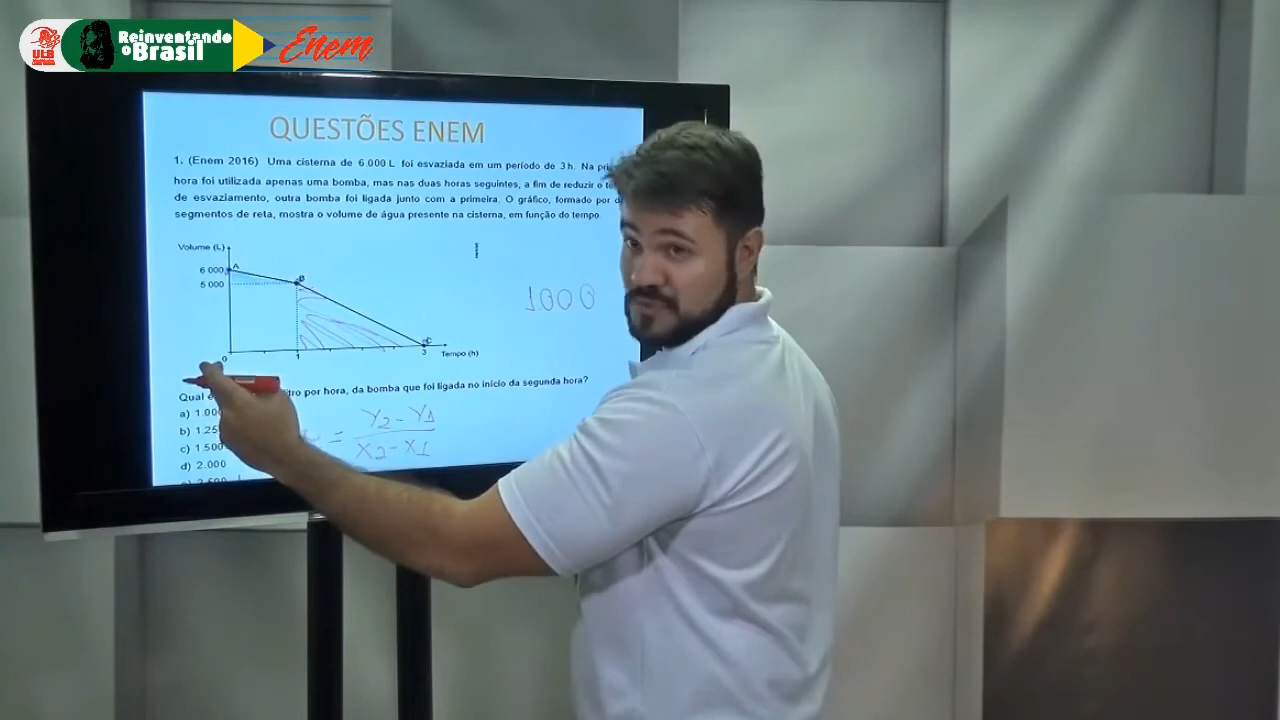 ULB
Reinventando
o Brasil
Enem
QUESTÕES ENEM
1. (Enem 2016) Uma cisterna de 6.000 L foi esvaziada em um período de 3 h. Na
hora foi utilizada apenas uma bomba, mas nas duas horas seguintes, a fim de reduzir o
de esvaziamento, outra bomba foi ligada junto com a primeira. O gráfico, formado por
segmentos de reta, mostra o volume de água presente na cisterna, em função do tempo.
Volume (L)
6 000 A
5 000 B
1000
C
0 1 3 Tempo (h)
Qual por hora, da bomba que foi ligada no início da segunda hora?
a) 1.000
b) 1.25
c) 1.500
d) 2.000
= Y2 - Y1
X2 - X1